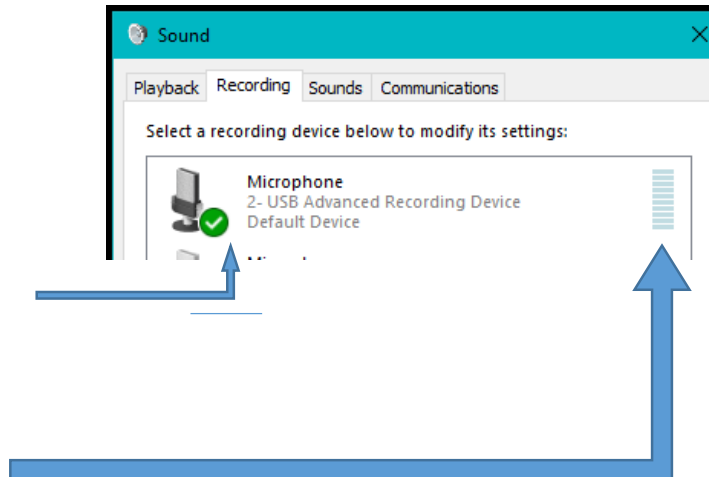 Sound
Playback Recording Sounds Communications
Select a recording device below to modify its settings:
Microphone
2- USB Advanced Recording Device
Default Device